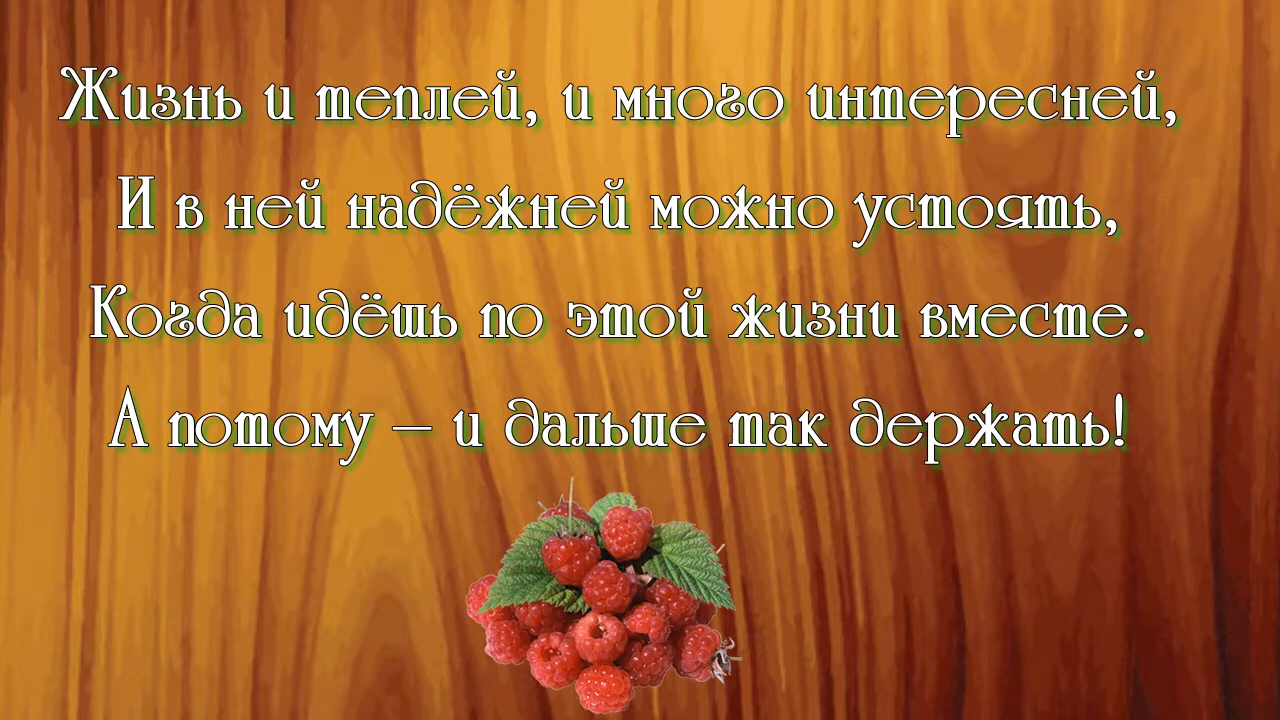 Жизнь и теплей, и много интересней,
И в ней надёжней можно устоять,
Когда идёшь по этой жизни вместе.
А потому – и дальше так держать!